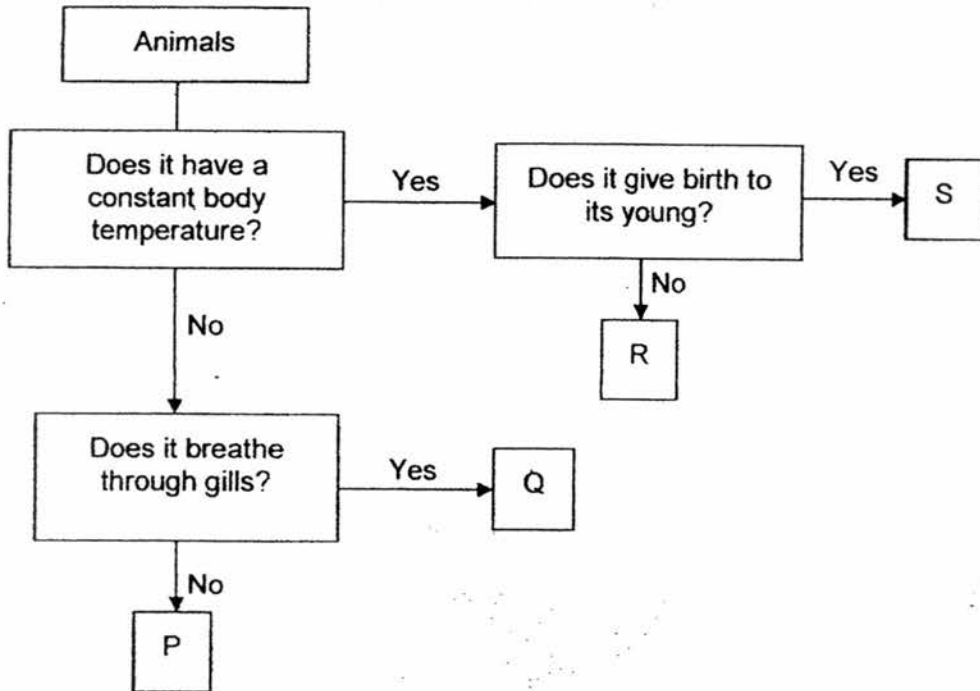 Animals
Does it have a
constant body
temperature?
Yes
Does it give birth to
its young?
Yes
S
No
R
No
Does it breathe
through gills?
Yes
Q
No
P